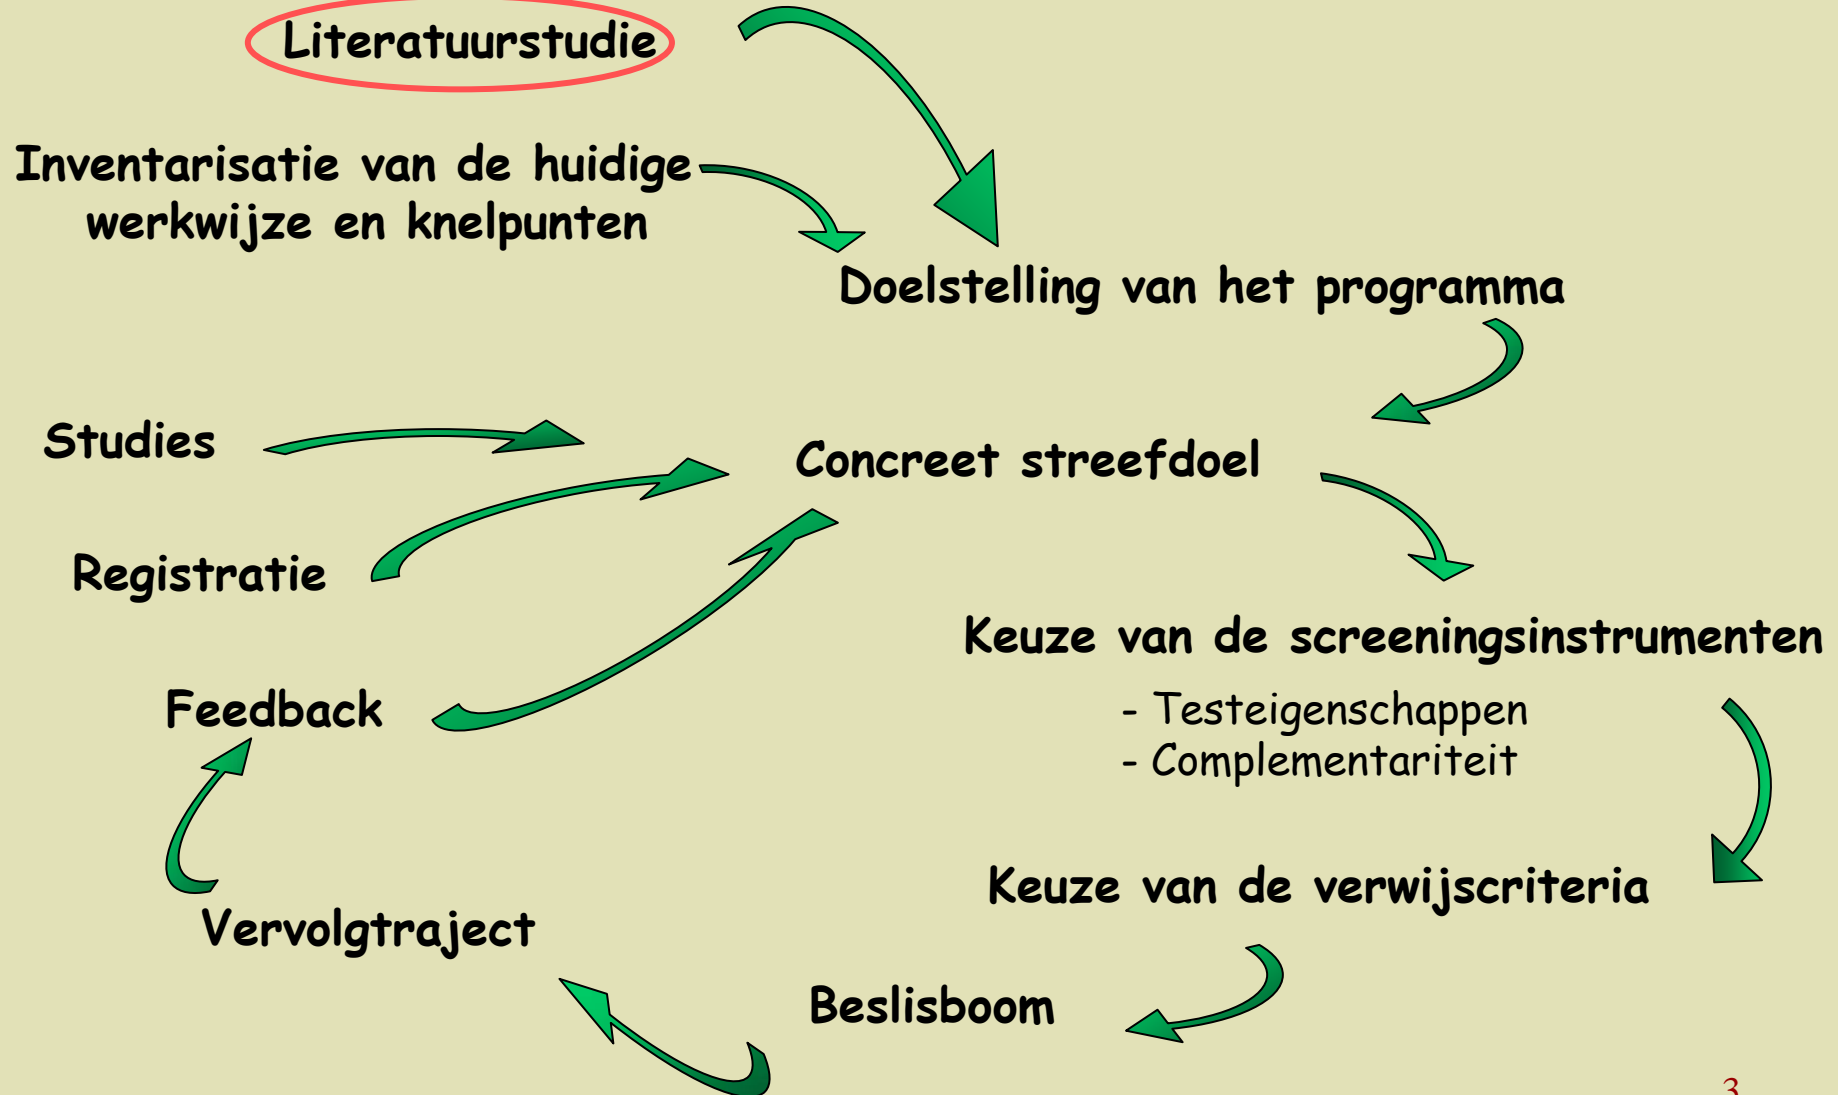 Literatuurstudie
Inventarisatie van de huidige
werkwijze en knelpunten
Doelstelling van het programma
Studies
Concreet streefdoel
Registratie
Keuze van de screeningsinstrumenten
Feedback
- Testeigenschappen
- Complementariteit
Keuze van de verwijscriteria
Vervolgtraject
Beslisboom
3